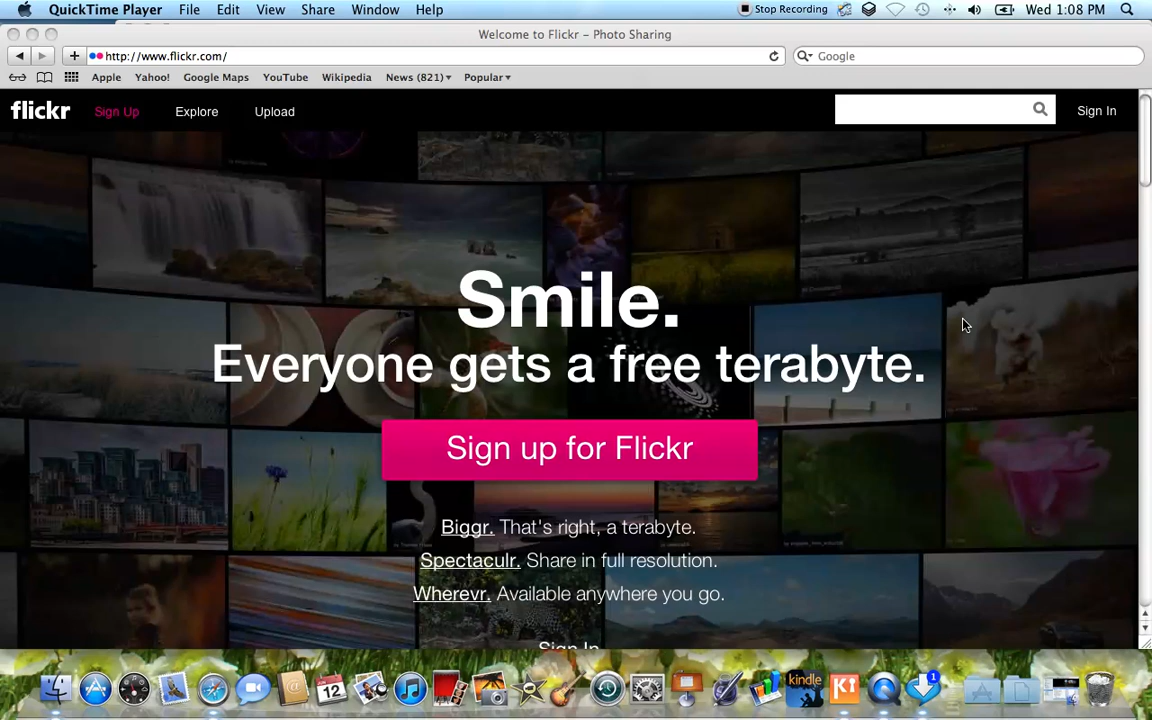 QuickTime Player File Edit View Share Window Help Stop Recording Wed 1:08 PM
Welcome to Flickr – Photo Sharing
http://www.flickr.com/ Google
Apple Yahoo! Google Maps YouTube Wikipedia News (821) Popular
flickr Sign Up Explore Upload Sign In
Smile.
Everyone gets a free terabyte.
Sign up for Flickr
Biggr. That's right, a terabyte.
Spectaculr. Share in full resolution.
Wherevr. Available anywhere you go.
Sign In
12
kindle
1